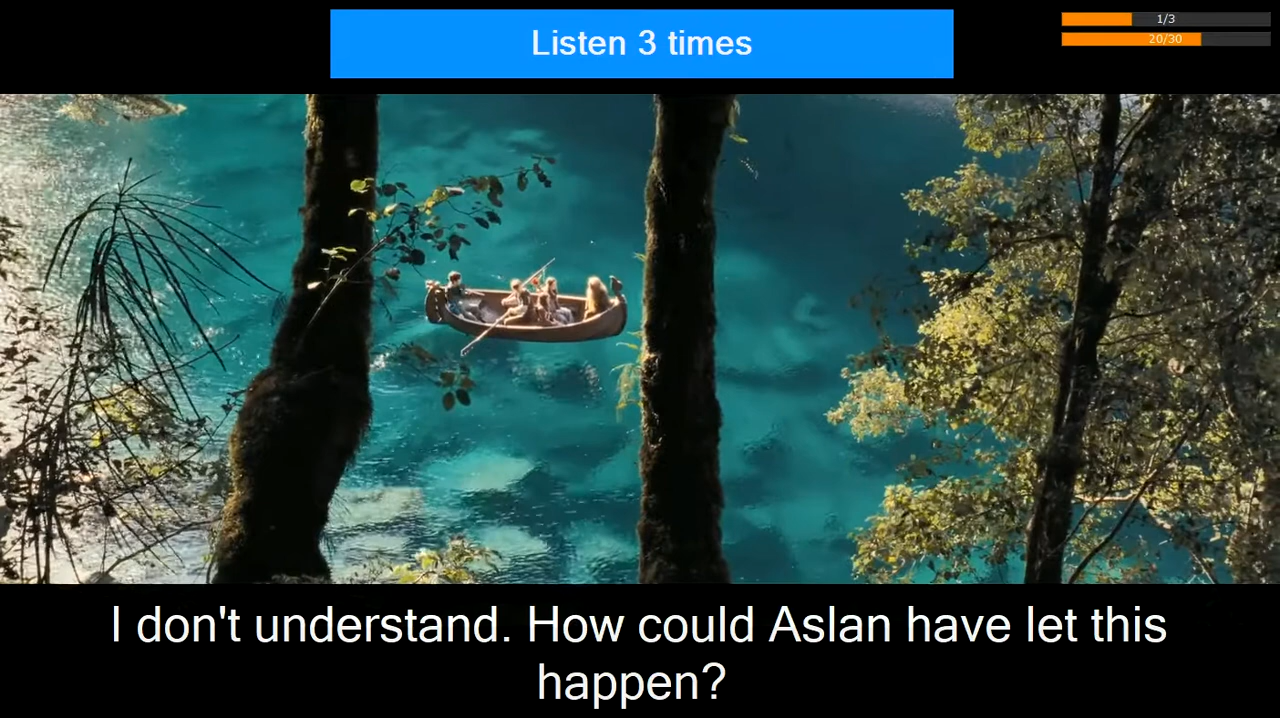 Listen 3 times
1/3
20/30
I don't understand. How could Aslan have let this
happen?